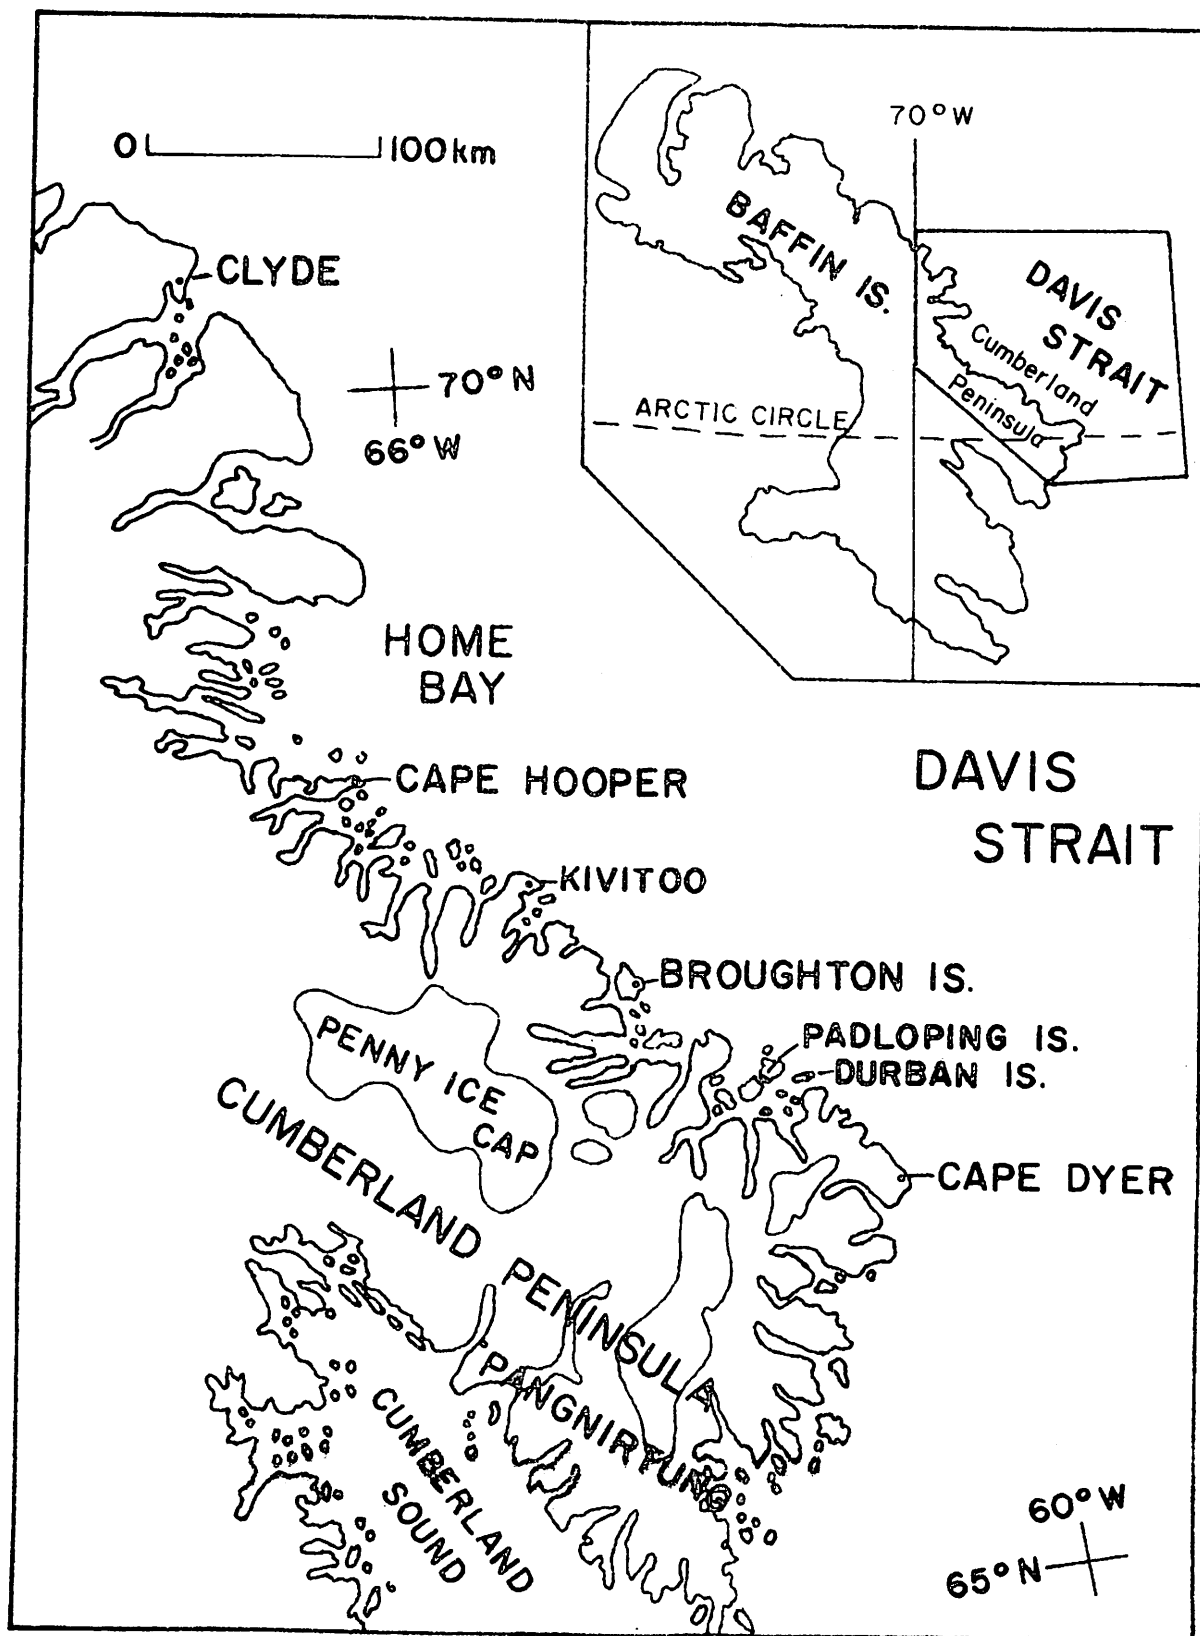 0 100 km
70° W
BAFFIN IS.
DAVIS
STRAIT
Cumberland
Peninsula
ARCTIC CIRCLE
CLYDE
70° N
66° W
HOME
BAY
DAVIS
STRAIT
CAPE HOOPER
KIVITOO
BROUGHTON IS.
PADLOPING IS.
DURBAN IS.
PENNY ICE
CAP
CAPE DYER
CUMBERLAND PENINSULA
PANGNIRTUNG
CUMBERLAND
SOUND
60° W
65° N